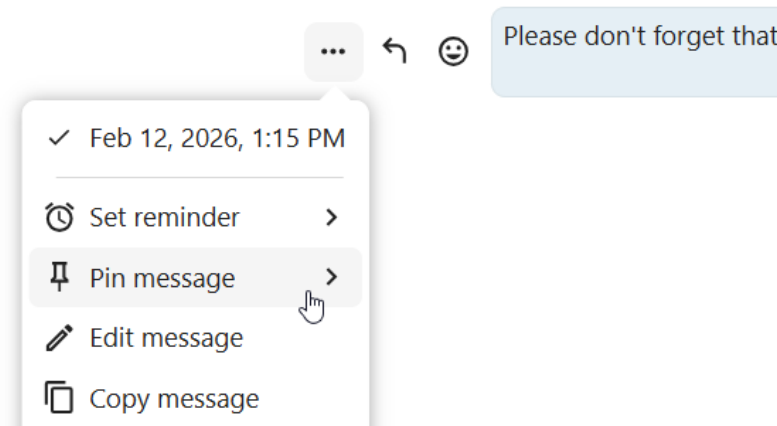 Please don't forget that
Feb 12, 2026, 1:15 PM
Set reminder
Pin message
Edit message
Copy message